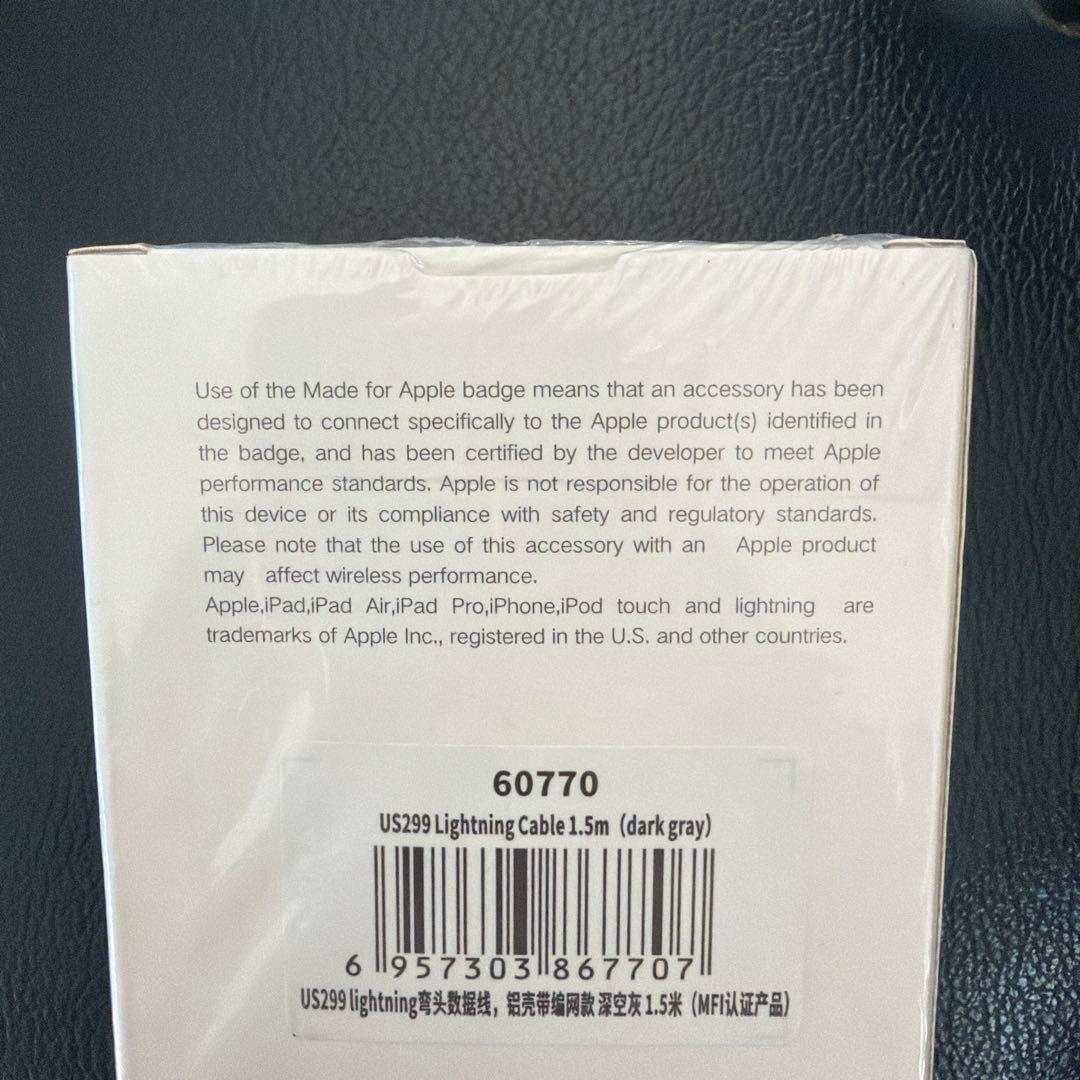 Use of the Made for Apple badge means that an accessory has been
designed to connect specifically to the Apple product(s) identified in
the badge, and has been certified by the developer to meet Apple
performance standards. Apple is not responsible for the operation of
this device or its compliance with safety and regulatory standards.
Please note that the use of this accessory with an Apple product
may affect wireless performance.
Apple,iPad,iPad Air,iPad Pro,iPhone,iPod touch and lightning are
trademarks of Apple Inc., registered in the U.S. and other countries.
60770
US299 Lightning Cable 1.5m（dark gray）
6 957303 867707
US299 lightning弯头数据线，铝壳带编网款 深空灰 1.5米（MFI认证产品）